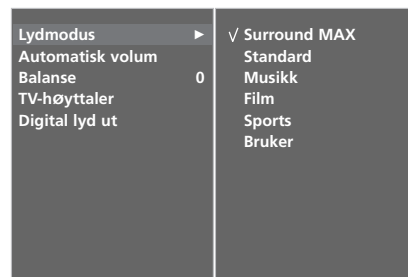 Lydmodus ►
Automatisk volum
Balanse 0
TV-høyttaler
Digital lyd ut
√ Surround MAX
Standard
Musikk
Film
Sports
Bruker